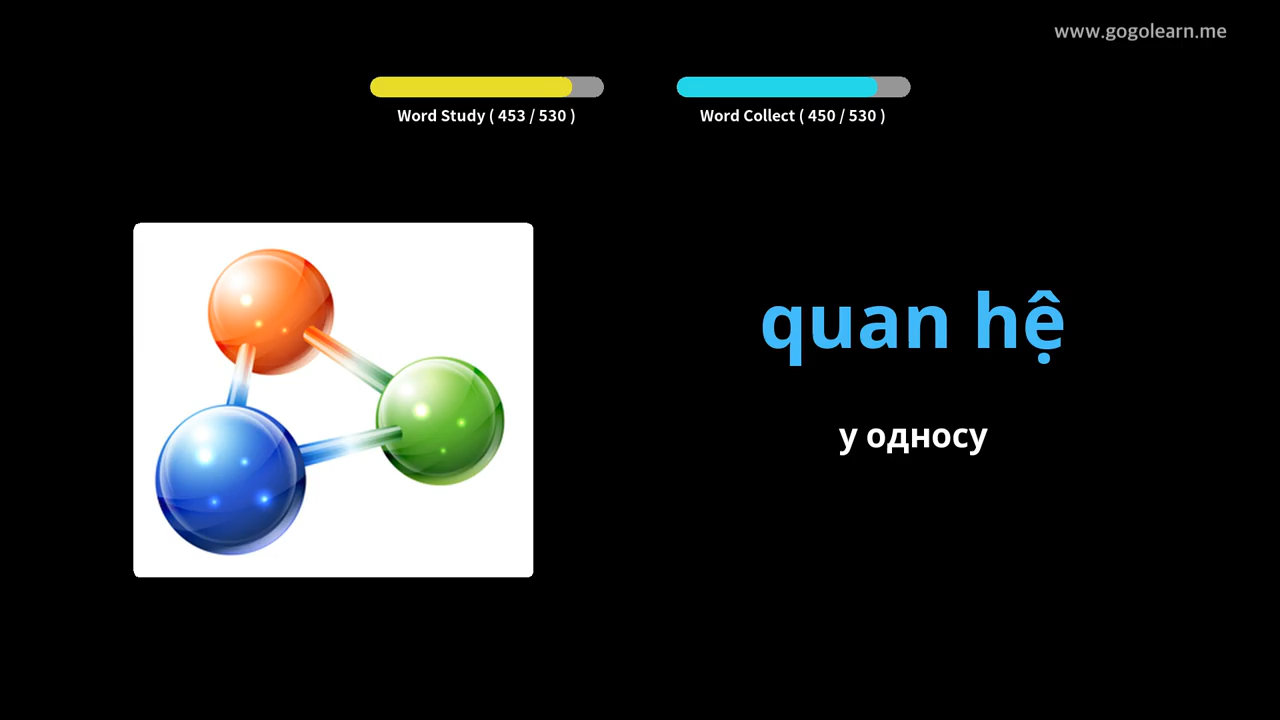 www.gogolearn.me
Word Study ( 453 / 530 )
Word Collect ( 450 / 530 )
quan hệ
у односу